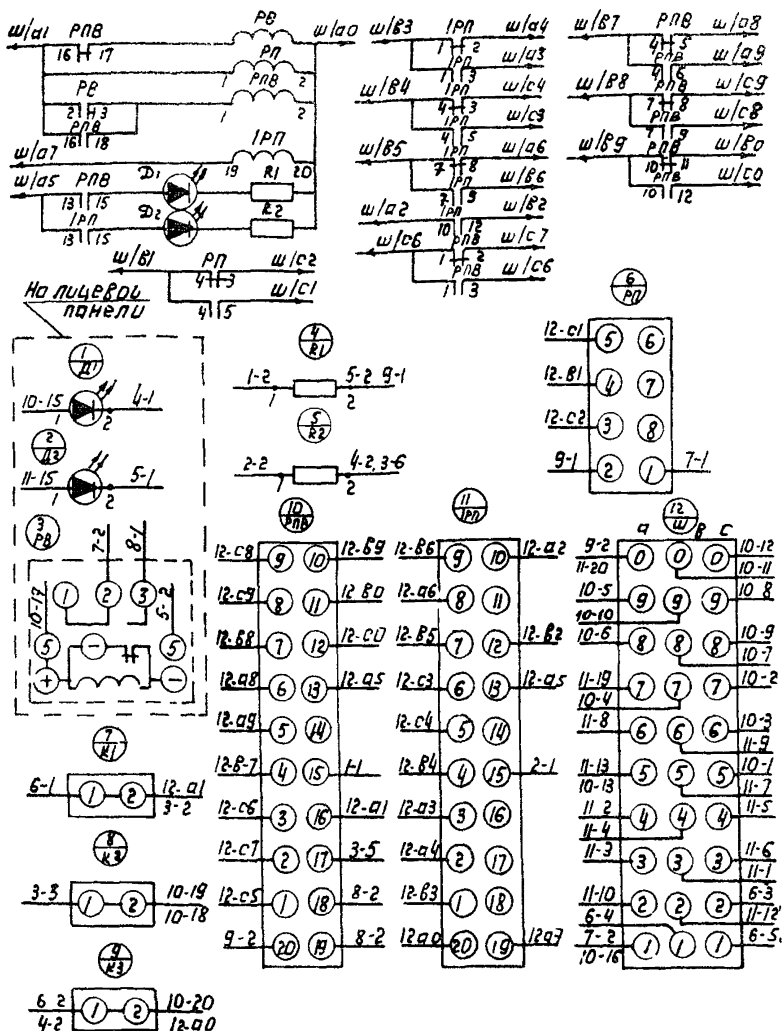 ш/а1 РПВ РВ ш/а0
16 17
РП
1 2
РВ РПВ
2 3 1 2
РПВ
16 18
ш/а7 1РП
19 20
ш/а5 РПВ Д1 R1
13 15
1РП Д2 R2
13 15
ш/в1 РП ш/с2
4 3
ш/с1
4 5
ш/в3 1РП ш/а4
1 2
1РП ш/а3
1 3
ш/в4 1РП ш/с4
4 3
1РП ш/с3
4 5
ш/в5 1РП ш/а6
7 8
1РП ш/в6
7 9
ш/а2 1РП ш/в2
10 12
ш/с6 РПВ ш/с7
1 2
РПВ ш/с6
1 3
ш/в7 РПВ ш/а8
4 5
РПВ ш/а9
4 6
ш/в8 РПВ ш/с9
7 8
РПВ ш/с8
7 9
ш/в9 РПВ ш/в0
10 11
РПВ ш/с0
10 12
На лицевой
панели
1
Д1
10-15 4-1
1 2
2
Д2
11-15 5-1
1 2
3
РВ
7-2 8-1
10-19 1 2 3 5-2
5 − 5
+ −
4
R1
1-2 5-2 9-1
1 2
5
R2
2-2 4-2, 3-6
1 2
6
РП
12-с1 5 6
12-в1 4 7
12-с2 3 8
9-1 2 1 7-1
7
К1
6-1 1 2 12-а1
3-2
8
К2
3-3 1 2 10-19
10-18
9
К3
6-2 1 2 10-20
4-2 12-а0
10
РПВ
12-с8 9 10 12-в9
12-с9 8 11 12 в0
12-в8 7 12 12-с0
12-а8 6 13 12-а5
12-а9 5 14
12-в-7 4 15 1-1
12-с6 3 16 12-а1
12-с7 2 17 3-5
12-с5 1 18 8-2
9-2 20 19 8-2
11
1РП
12-в6 9 10 12-а2
12-а6 8 11
12-в5 7 12 12-в2
12-с3 6 13 12-а5
12-с4 5 14
12-в4 4 15 2-1
12-а3 3 16
12-а4 2 17
12-в3 1 18
12а0 20 19 12а7
12
Ш
а в с
9-2 0 0 0 10-12
11-20 10-11
10-5 9 9 9 10 8
10-10
10-6 8 8 8 10-9
10-7
11-19 7 7 7 10-2
10-4
11-8 6 6 6 10-3
11-9
11-13 5 5 5 10-1
10-13 11-7
11 2 4 4 4 11-5
11-4
11-3 3 3 3 11-6
11-1
11-10 2 2 2 6-3
6-4 11-12
7-2 1 1 1 6-5
10-16